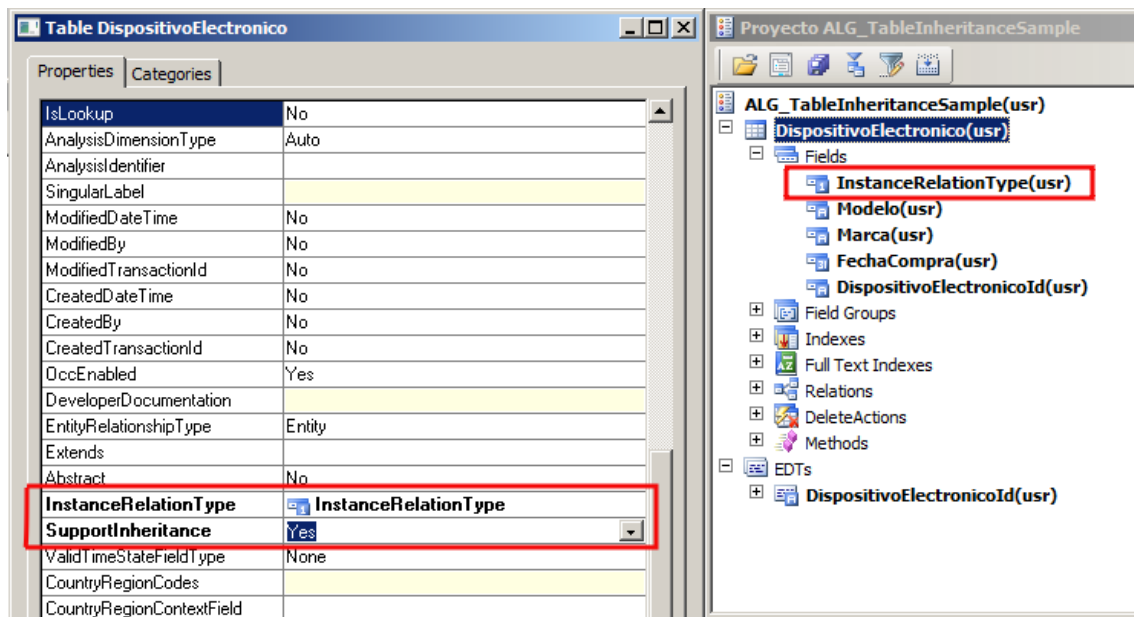 Table DispositivoElectronico
Properties Categories
IsLookup No
AnalysisDimensionType Auto
AnalysisIdentifier
SingularLabel
ModifiedDateTime No
ModifiedBy No
ModifiedTransactionId No
CreatedDateTime No
CreatedBy No
CreatedTransactionId No
OccEnabled Yes
DeveloperDocumentation
EntityRelationshipType Entity
Extends
Abstract No
InstanceRelationType InstanceRelationType
SupportInheritance Yes
ValidTimeStateFieldType None
CountryRegionCodes
CountryRegionContextField
Proyecto ALG_TableInheritanceSample
ALG_TableInheritanceSample(usr)
DispositivoElectronico(usr)
Fields
InstanceRelationType(usr)
Modelo(usr)
Marca(usr)
FechaCompra(usr)
DispositivoElectronicoId(usr)
Field Groups
Indexes
Full Text Indexes
Relations
DeleteActions
Methods
EDTs
DispositivoElectronicoId(usr)